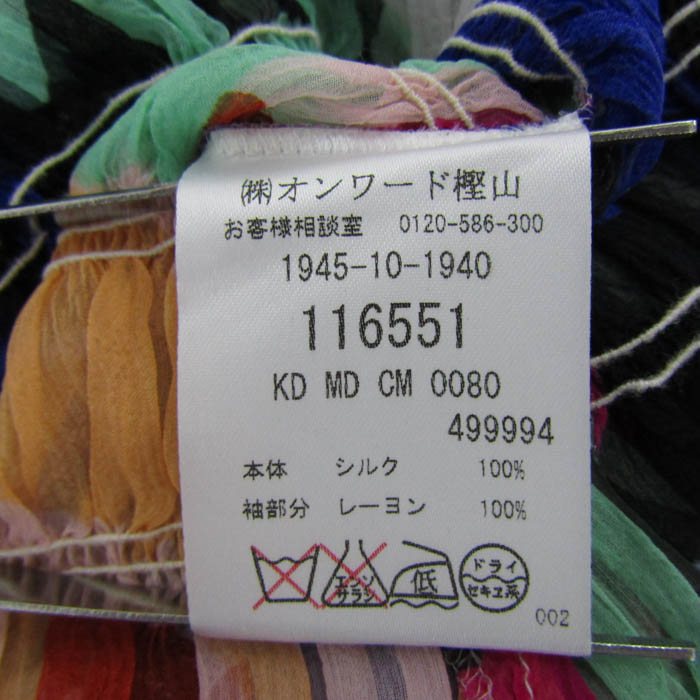 ㈱オンワード樫山
お客様相談室 0120-586-300
1945-10-1940
116551
KD MD CM 0080
499994
本体 シルク 100%
袖部分 レーヨン 100%
エンソ サラシ 低 ドライ セキユ系
002